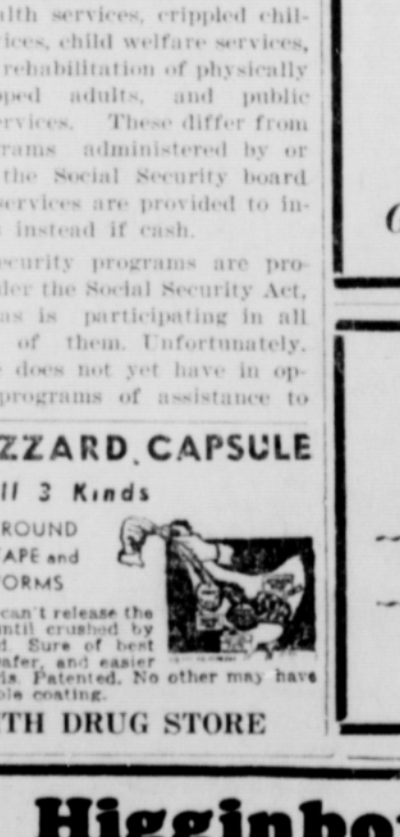 alth services, crippled chil-
ices, child welfare services,
rehabilitation of physically
pped adults, and public
ervices. These differ from
rams administered by or
the Social Security board
services are provided to in-
instead if cash.
ecurity programs are pro-
der the Social Security Act,
as is participating in all
of them. Unfortunately,
does not yet have in op-
programs of assistance to
ZZARD CAPSULE
ll 3 Kinds
ROUND
APE and
ORMS
can't release the
ntil crushed by
d. Sure of best
afer, and easier
is. Patented. No other may have
ble coating.
TH DRUG STORE
Higginbo